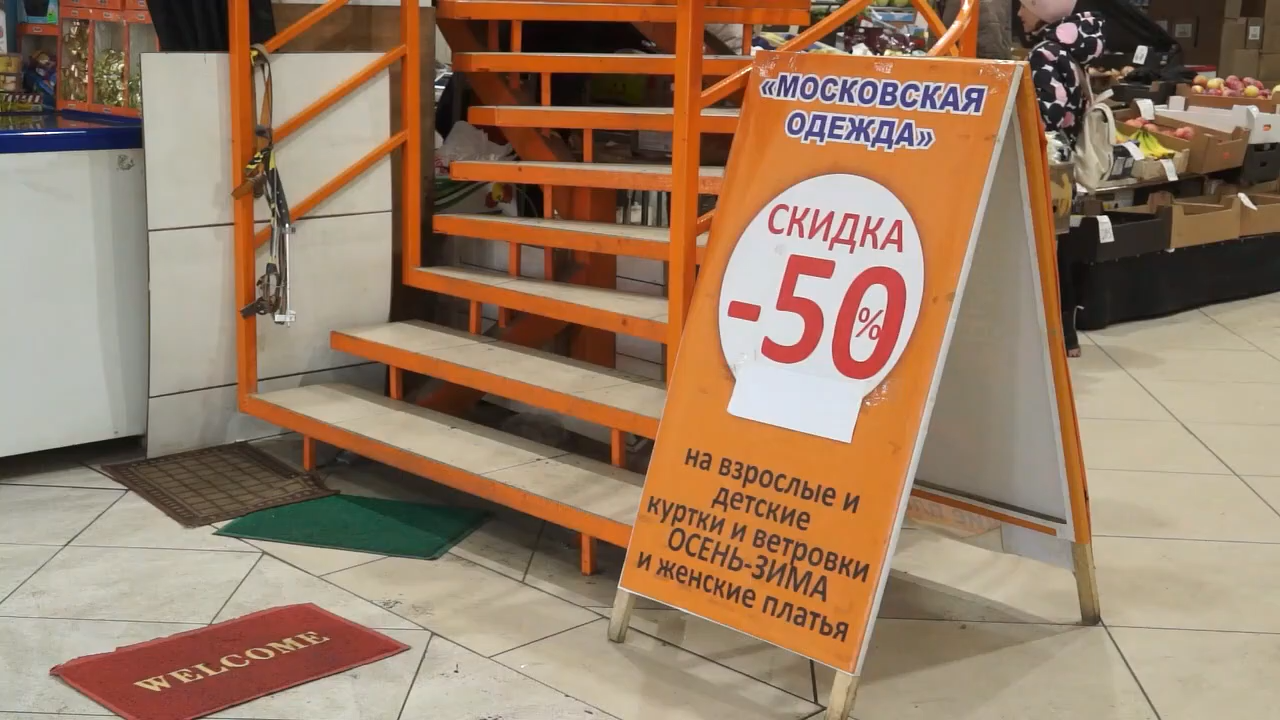 «МОСКОВСКАЯ
ОДЕЖДА»
СКИДКА
-50%
на взрослые и
детские
куртки и ветровки
ОСЕНЬ-ЗИМА
и женские платья
WELCOME